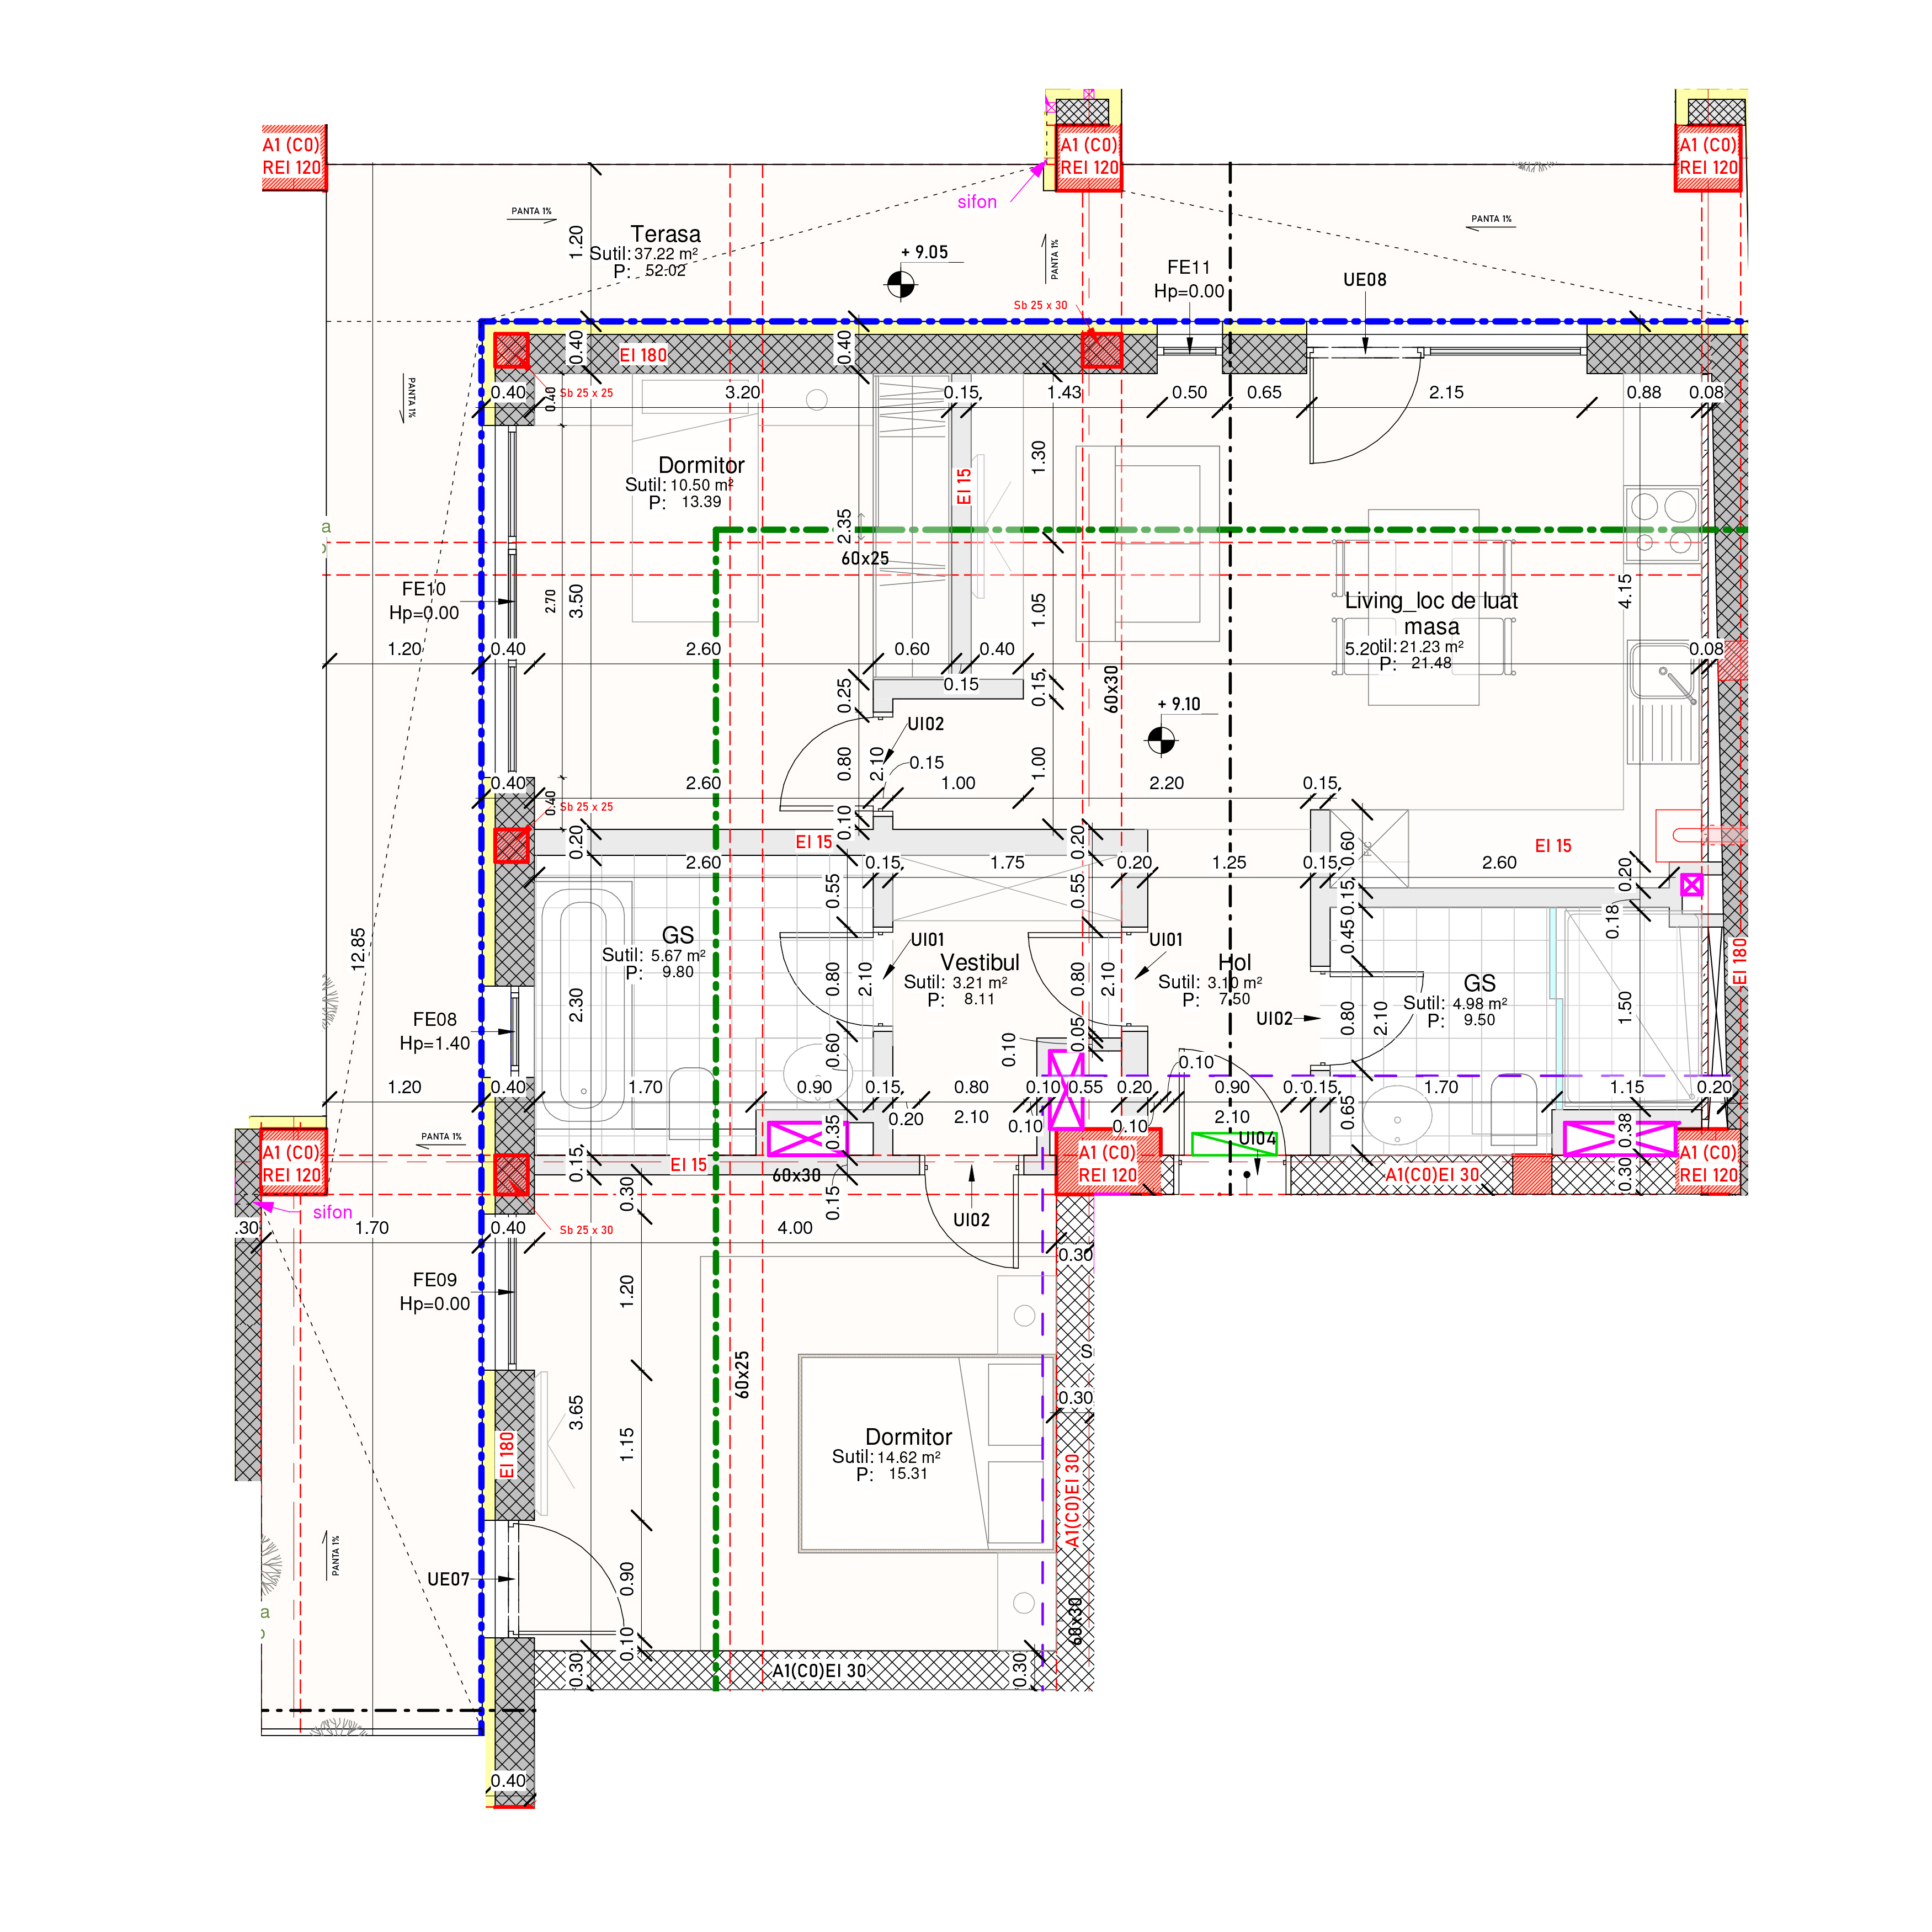 A1 (C0)
REI 120
A1 (C0)
REI 120
A1 (C0)
REI 120
sifon
PANTA 1%
PANTA 1%
PANTA 1%
1.20
Terasa
Sutil: 37.22 m²
P: 52.02
+ 9.05
FE11
Hp=0.00
UE08
Sb 25 x 30
PANTA 1%
0.40
EI 180
0.40
0.40
0.40
Sb 25 x 25
3.20
0.15
1.43
0.50
0.65
2.15
0.88
0.08
Dormitor
Sutil: 10.50 m²
P: 13.39
EI 15
1.30
2.35
60x25
a
FE10
Hp=0.00
2.70
3.50
1.05
4.15
Living_loc de luat
masa
5.20
til: 21.23 m²
P: 21.48
1.20
0.40
2.60
0.60
0.40
0.08
0.25
0.15
0.15
60x30
+ 9.10
UI02
0.80
2.10
0.15
1.00
0.40
2.60
1.00
2.20
0.15
0.40
Sb 25 x 25
0.10
0.20
EI 15
0.20
0.60
FC
EI 15
2.60
0.15
1.75
0.20
1.25
0.15
2.60
0.20
0.55
0.55
0.15
0.18
0.45
12.85
GS
Sutil: 5.67 m²
P: 9.80
UI01
Vestibul
Sutil: 3.21 m²
P: 8.11
UI01
Hol
Sutil: 3.10 m²
P: 7.50
GS
Sutil: 4.98 m²
P: 9.50
EI 180
0.80
2.10
0.80
2.10
2.30
UI02
0.80
2.10
1.50
FE08
Hp=1.40
0.60
0.10
0.05
0.10
1.20
0.40
1.70
0.90
0.15
0.80
0.10
0.55
0.20
0.90
0.10
0.15
1.70
1.15
0.20
0.20
2.10
0.10
0.10
2.10
0.65
PANTA 1%
0.35
UI04
0.38
A1 (C0)
REI 120
0.15
EI 15
60x30
A1 (C0)
REI 120
A1(C0)EI 30
0.30
A1 (C0)
REI 120
0.30
0.15
sifon
UI02
.30
1.70
0.40
Sb 25 x 30
4.00
0.30
FE09
Hp=0.00
1.20
60x25
S
0.30
3.65
EI 180
1.15
Dormitor
Sutil: 14.62 m²
P: 15.31
A1(C0)EI 30
PANTA 1%
UE07
0.90
a
60x30
0.10
0.30
A1(C0)EI 30
0.30
0.40